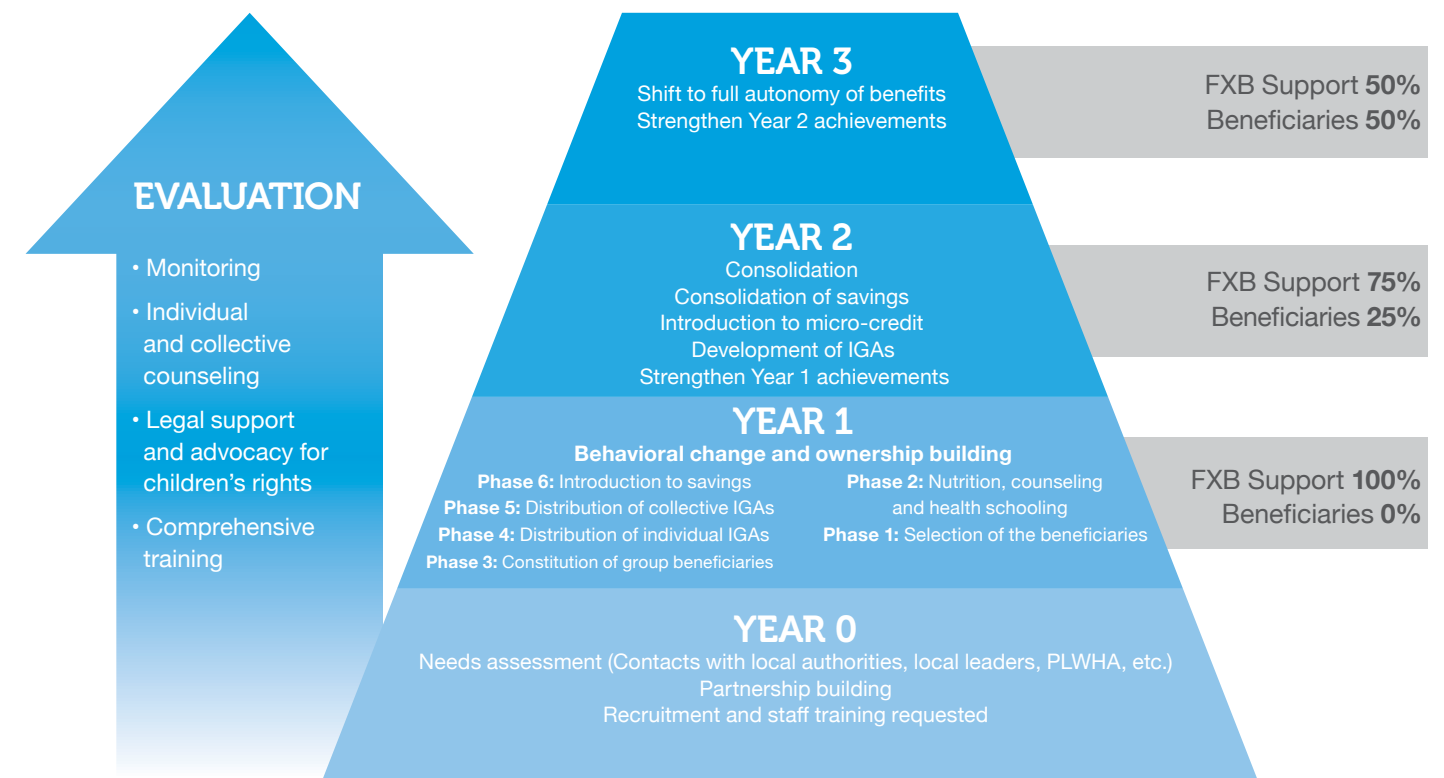 EVALUATION
• Monitoring
• Individual
and collective
counseling
• Legal support
and advocacy for
children's rights
• Comprehensive
training
YEAR 3
Shift to full autonomy of benefits
Strengthen Year 2 achievements
FXB Support 50%
Beneficiaries 50%
YEAR 2
Consolidation
Consolidation of savings
Introduction to micro-credit
Development of IGAs
Strengthen Year 1 achievements
FXB Support 75%
Beneficiaries 25%
YEAR 1
Behavioral change and ownership building
Phase 6: Introduction to savings
Phase 5: Distribution of collective IGAs
Phase 4: Distribution of individual IGAs
Phase 3: Constitution of group beneficiaries
Phase 2: Nutrition, counseling
and health schooling
Phase 1: Selection of the beneficiaries
FXB Support 100%
Beneficiaries 0%
YEAR 0
Needs assessment (Contacts with local authorities, local leaders, PLWHA, etc.)
Partnership building
Recruitment and staff training requested